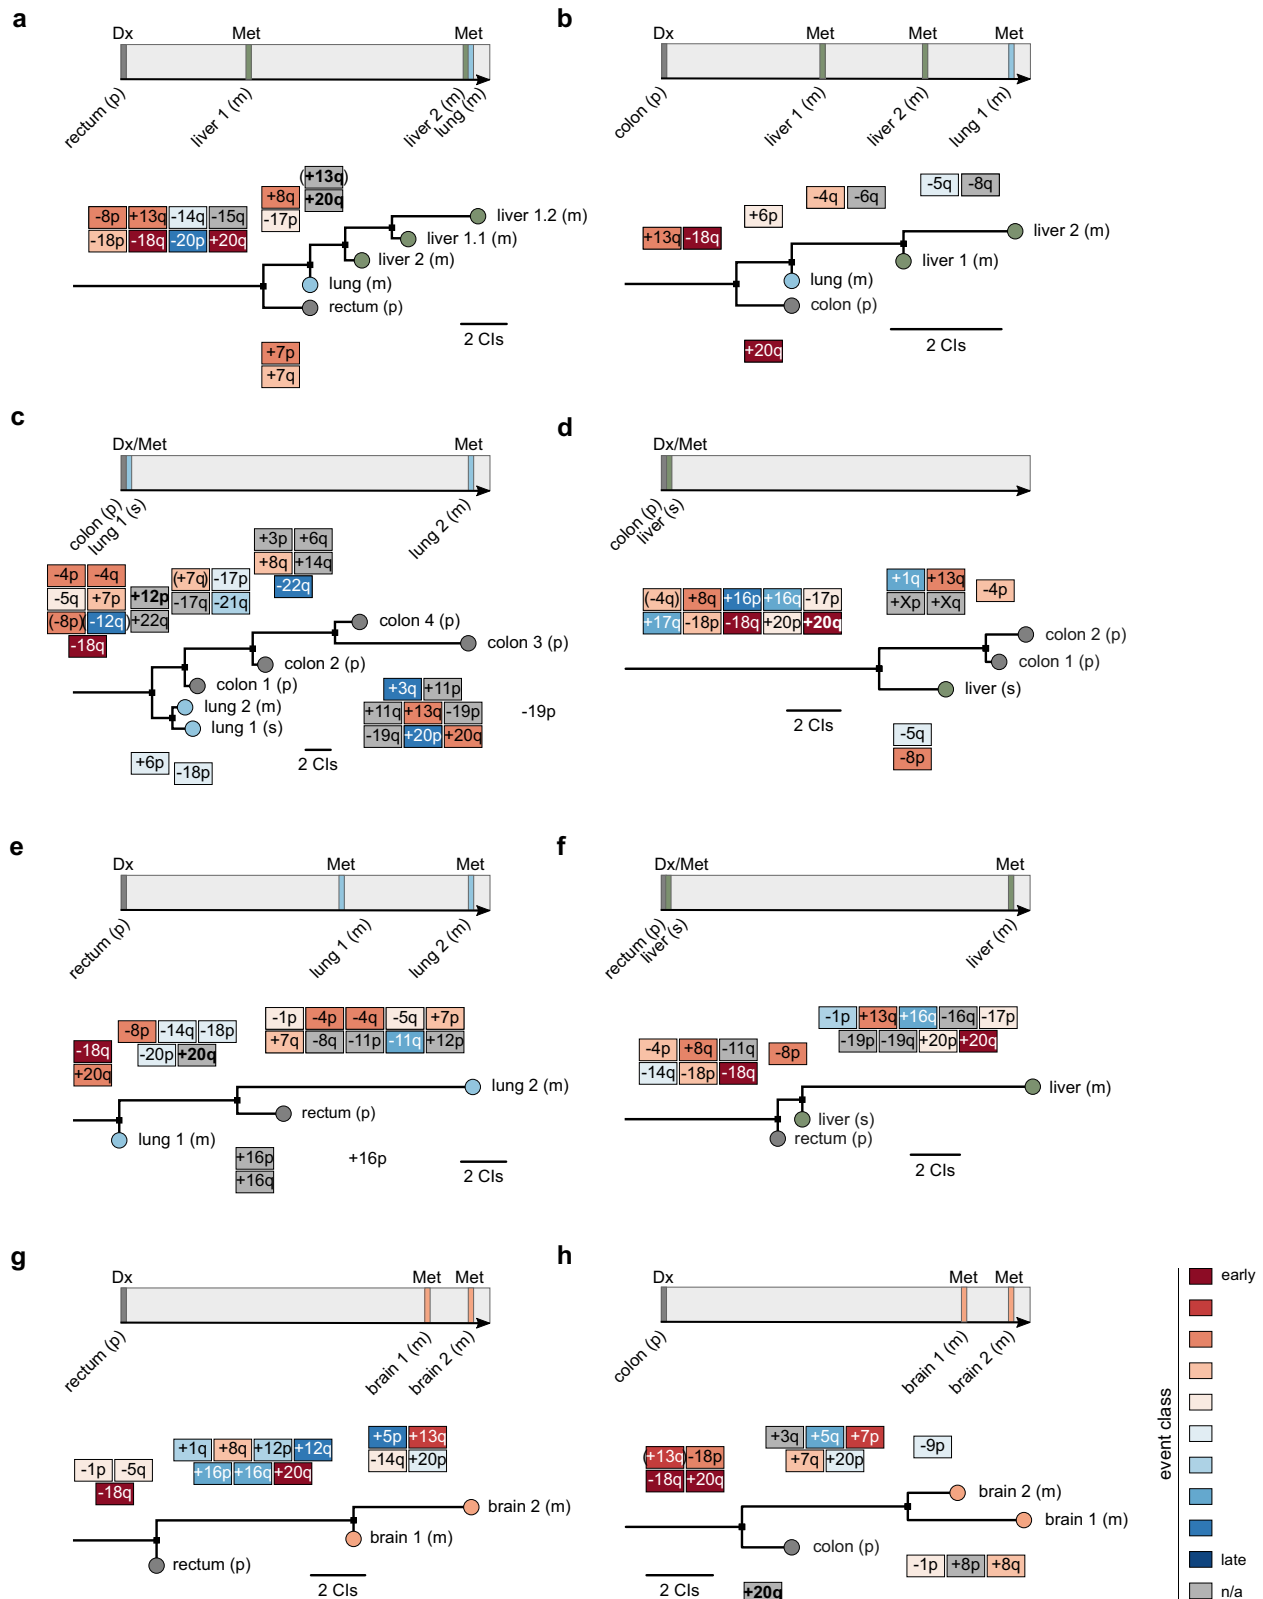 a
Dx Met Met
rectum (p) liver 1 (m) liver 2 (m) lung (m)
(+13q)
+8q +20q
-8p +13q -14q -15q -17p
-18p -18q -20p +20q
liver 1.2 (m)
liver 1.1 (m)
liver 2 (m)
lung (m)
rectum (p)
2 CIs
+7p
+7q
b
Dx Met Met Met
colon (p) liver 1 (m) liver 2 (m) lung 1 (m)
-5q -8q
-4q -6q
+6p
+13q -18q
liver 2 (m)
liver 1 (m)
lung (m)
colon (p)
2 CIs
+20q
c
Dx/Met Met
colon (p) lung 1 (s) lung 2 (m)
+3p +6q
+8q +14q
-22q
-4p -4q
-5q +7p
(-8p) (-12q)
-18q
+12p
+22q
(+7q) -17p
-17q -21q
colon 4 (p)
colon 3 (p)
colon 2 (p)
colon 1 (p)
lung 2 (m)
lung 1 (s)
+3q +11p
+11q +13q -19p
-19q +20p +20q
-19p
2 CIs
+6p
-18p
d
Dx/Met
colon (p) liver (s)
(-4q) +8q +16p +16q -17p
+17q -18p -18q +20p +20q
+1q +13q
+Xp +Xq
-4p
colon 2 (p)
colon 1 (p)
liver (s)
2 CIs
-5q
-8p
e
Dx Met Met
rectum (p) lung 1 (m) lung 2 (m)
-18q
+20q
-8p -14q -18p
-20p +20q
-1p -4p -4q -5q +7p
+7q -8q -11p -11q +12p
lung 2 (m)
rectum (p)
lung 1 (m)
+16p
+16q
+16p
2 CIs
f
Dx/Met Met
rectum (p) liver (s) liver (m)
-4p +8q -11q
-14q -18p -18q
-8p
-1p +13q +16q -16q -17p
-19p -19q +20p +20q
liver (m)
liver (s)
rectum (p)
2 CIs
g
Dx Met Met
rectum (p) brain 1 (m) brain 2 (m)
-1p -5q
-18q
+1q +8q +12p +12q
+16p +16q +20q
+5p +13q
-14q +20p
brain 2 (m)
brain 1 (m)
rectum (p)
2 CIs
h
Dx Met Met
colon (p) brain 1 (m) brain 2 (m)
(+13q) -18p
-18q +20q
+3q +5q +7p
+7q +20p
-9p
brain 2 (m)
brain 1 (m)
colon (p)
-1p +8p +8q
2 CIs
+20q
event class
early
late
n/a